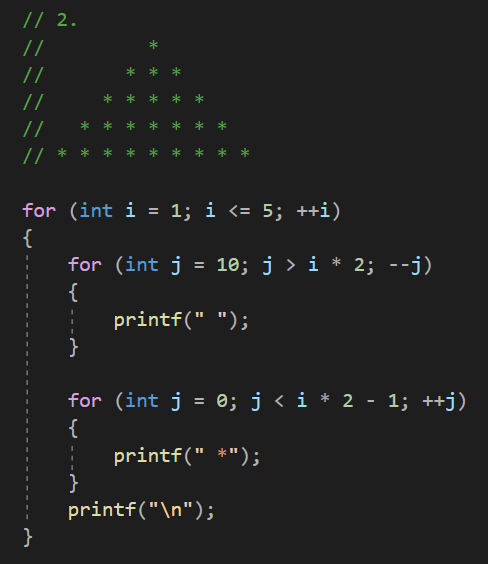 // 2.
//         *
//       * * *
//     * * * * *
//   * * * * * * *
// * * * * * * * * *

for (int i = 1; i <= 5; ++i)
{
    for (int j = 10; j > i * 2; --j)
    {
        printf(" ");
    }

    for (int j = 0; j < i * 2 - 1; ++j)
    {
        printf(" *");
    }
    printf("\n");
}